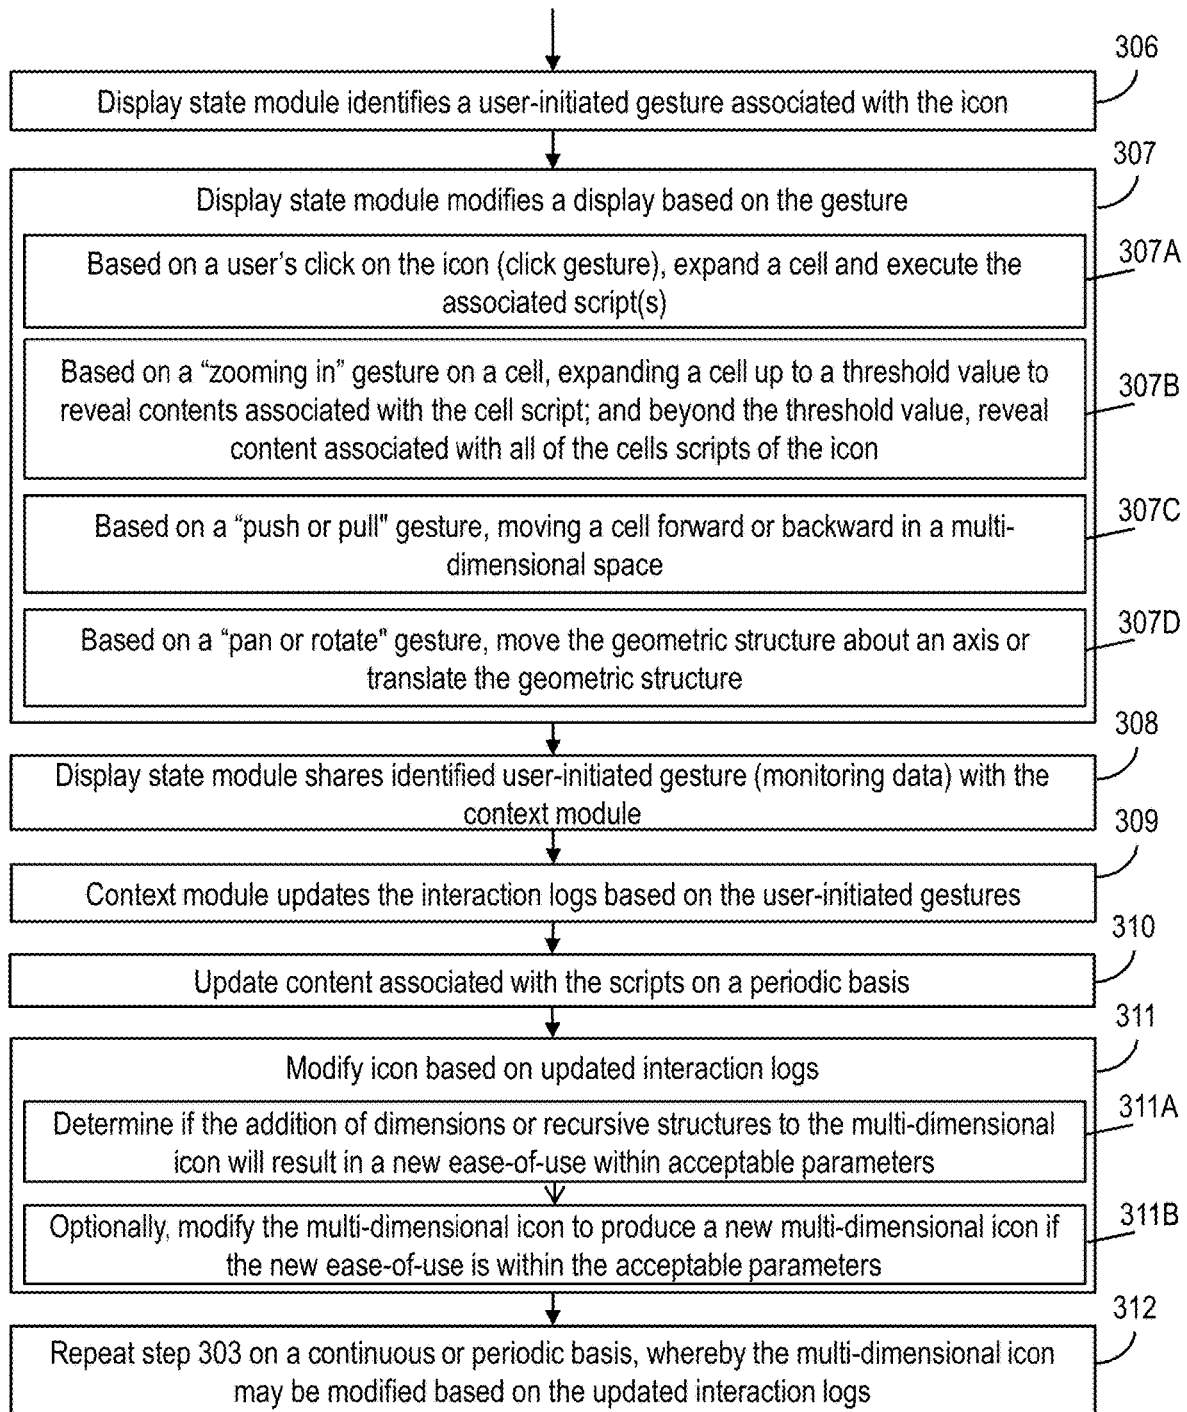 306
Display state module identifies a user-initiated gesture associated with the icon
307
Display state module modifies a display based on the gesture
307A
Based on a user's click on the icon (click gesture), expand a cell and execute the
associated script(s)
307B
Based on a “zooming in” gesture on a cell, expanding a cell up to a threshold value to
reveal contents associated with the cell script; and beyond the threshold value, reveal
content associated with all of the cells scripts of the icon
307C
Based on a “push or pull" gesture, moving a cell forward or backward in a multi-
dimensional space
307D
Based on a “pan or rotate" gesture, move the geometric structure about an axis or
translate the geometric structure
308
Display state module shares identified user-initiated gesture (monitoring data) with the
context module
309
Context module updates the interaction logs based on the user-initiated gestures
310
Update content associated with the scripts on a periodic basis
311
Modify icon based on updated interaction logs
311A
Determine if the addition of dimensions or recursive structures to the multi-dimensional
icon will result in a new ease-of-use within acceptable parameters
311B
Optionally, modify the multi-dimensional icon to produce a new multi-dimensional icon if
the new ease-of-use is within the acceptable parameters
312
Repeat step 303 on a continuous or periodic basis, whereby the multi-dimensional icon
may be modified based on the updated interaction logs